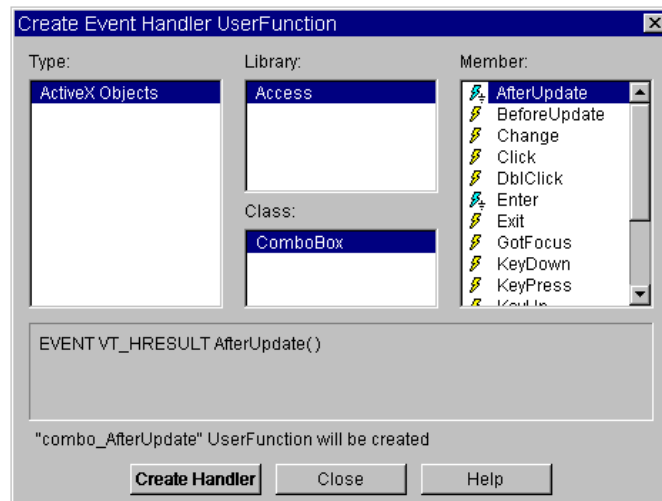 Create Event Handler UserFunction
Type:
Library:
Member:
ActiveX Objects
Access
Class:
ComboBox
AfterUpdate
BeforeUpdate
Change
Click
DblClick
Enter
Exit
GotFocus
KeyDown
KeyPress
KeyUp
EVENT VT_HRESULT AfterUpdate()
"combo_AfterUpdate" UserFunction will be created
Create Handler
Close
Help